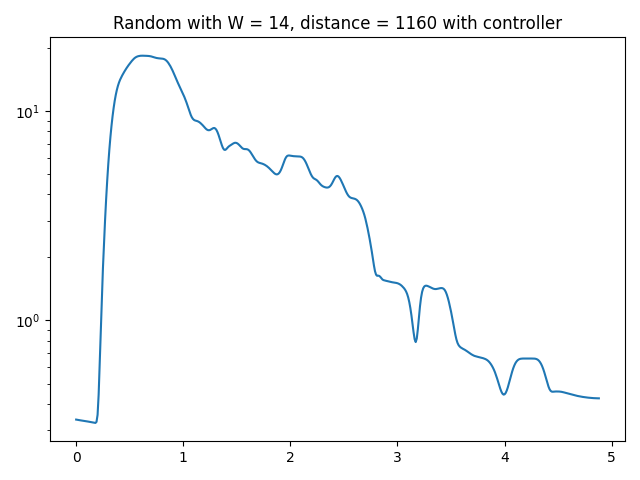 Random with W = 14, distance = 1160 with controller
10¹
10⁰
0 1 2 3 4 5